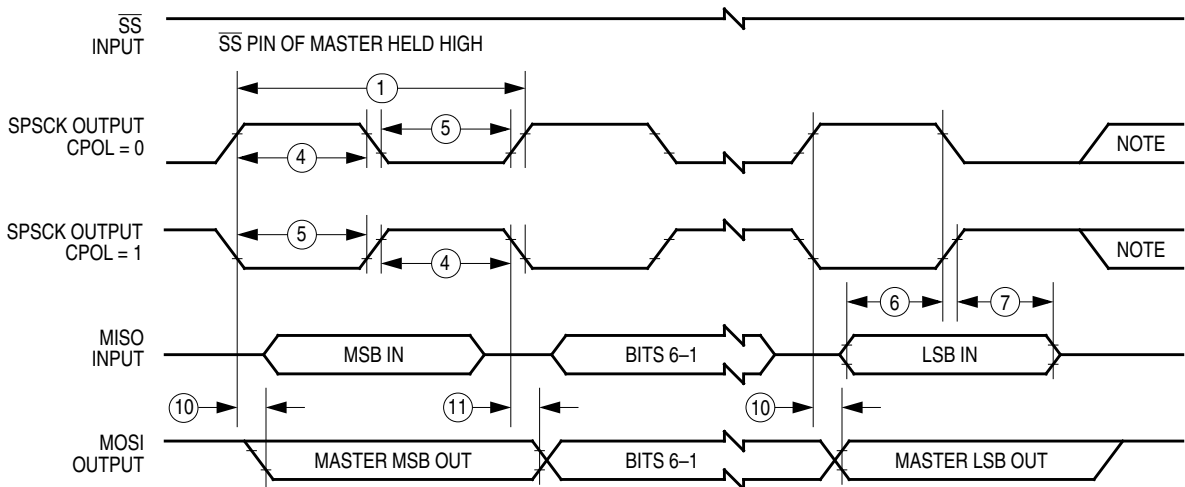 SS
INPUT
SS PIN OF MASTER HELD HIGH
1
SPSCK OUTPUT
CPOL = 0
5
4
NOTE
SPSCK OUTPUT
CPOL = 1
5
4
NOTE
6
7
MISO
INPUT
MSB IN
BITS 6–1
LSB IN
10
11
10
MOSI
OUTPUT
MASTER MSB OUT
BITS 6–1
MASTER LSB OUT